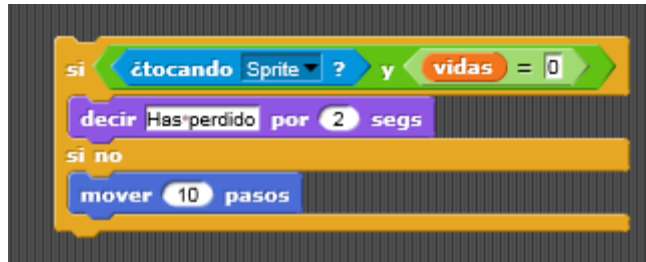 si ¿tocando Sprite ? y vidas = 0
decir Has perdido por 2 segs
si no
mover 10 pasos